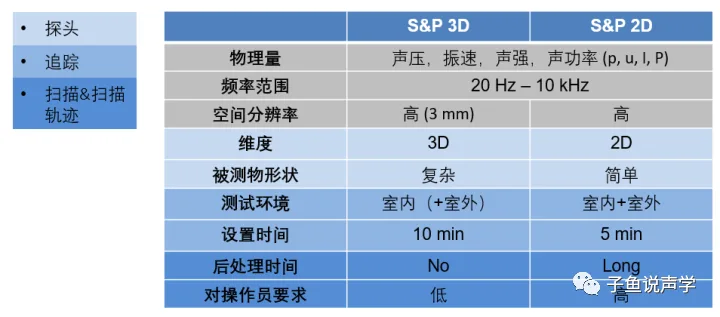 • 探头
• 追踪
• 扫描&扫描
轨迹
S&P 3D S&P 2D
物理量 声压，振速，声强，声功率 (p, u, I, P)
频率范围 20 Hz – 10 kHz
空间分辨率 高 (3 mm) 高
维度 3D 2D
被测物形状 复杂 简单
测试环境 室内（+室外） 室内+室外
设置时间 10 min 5 min
后处理时间 No Long
对操作员要求 低 高
子鱼说声学